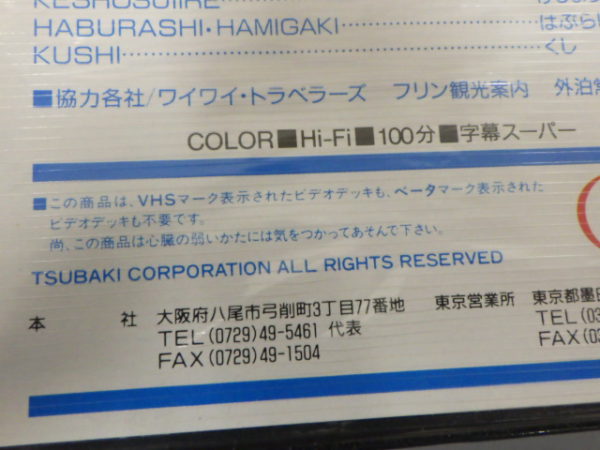 KESHOSUIIRE
HABURASHI・HAMIGAKI はぶらし
KUSHI くし
■協力各社/ワイワイ・トラベラーズ フリン観光案内 外泊
COLOR■Hi-Fi■100分■字幕スーパー
■この商品は、VHSマーク表示されたビデオデッキも、ベータマーク表示された
ビデオデッキも不要です。
尚、この商品は心臓の弱いかたには気をつかってあそんで下さい。
TSUBAKI CORPORATION ALL RIGHTS RESERVED
本 社 大阪府八尾市弓削町3丁目77番地 東京営業所 東京都墨田
TEL(0729)49-5461 代表 TEL(03
FAX(0729)49-1504 FAX(0